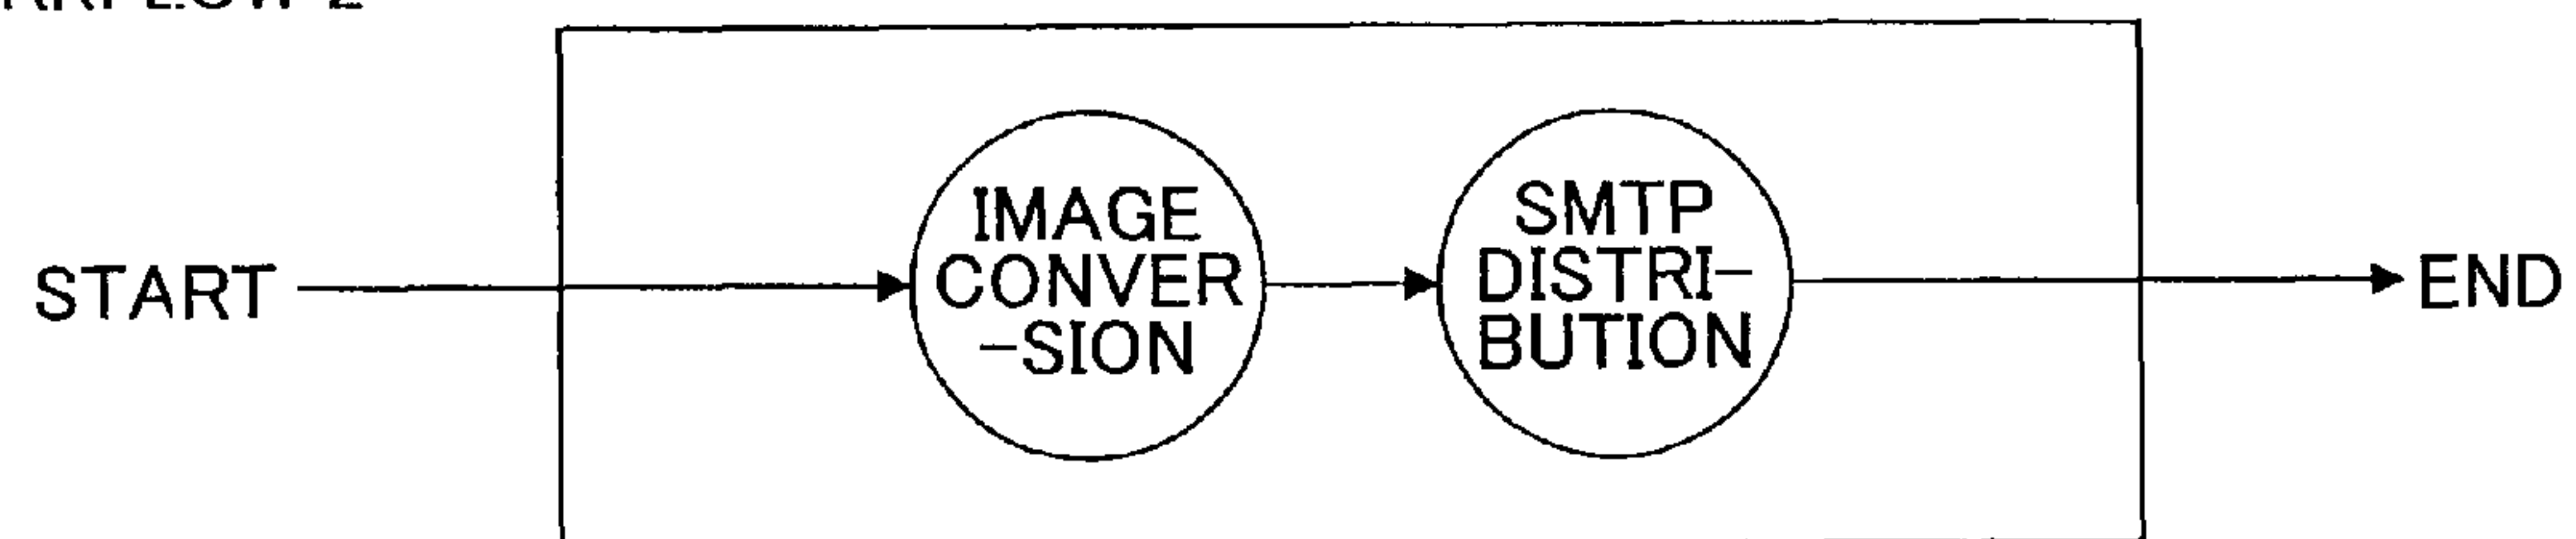 START
IMAGE
CONVER
-SION
SMTP
DISTRI-
BUTION
END